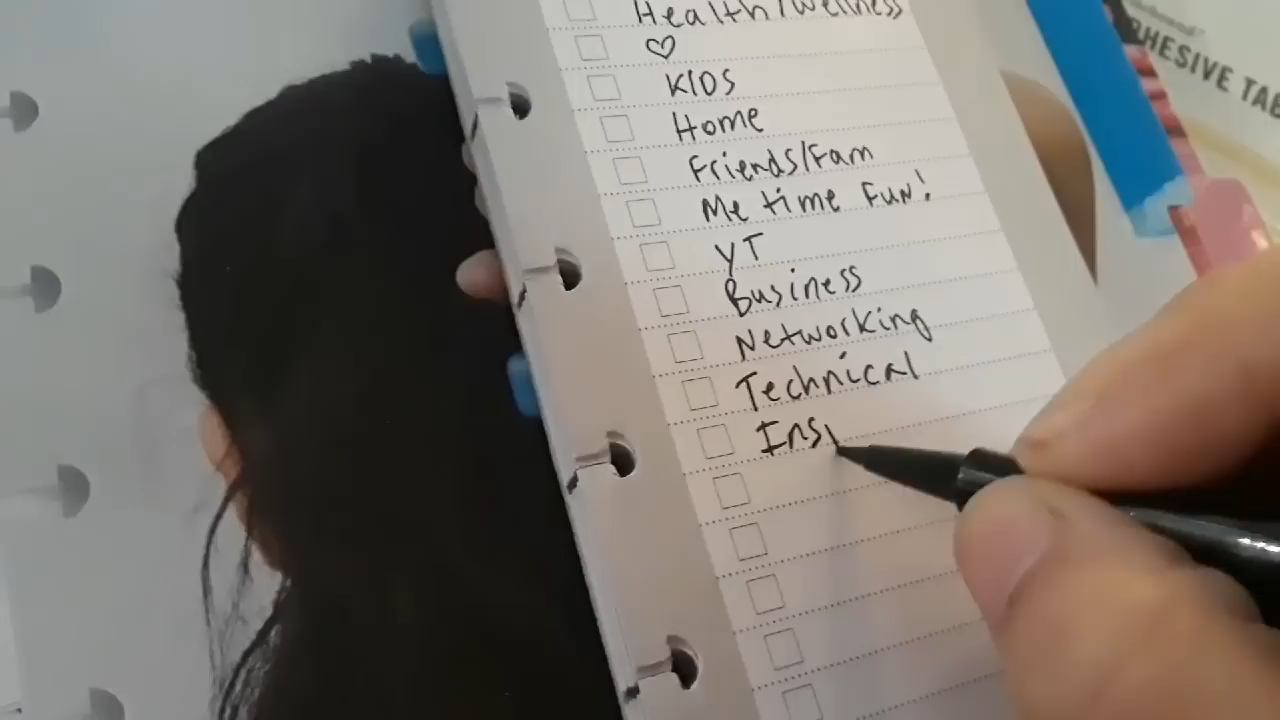 Health/Wellness
♡
KIDS
Home
Friends/Fam
Me time FUN!
YT
Business
Networking
Technical
Ins
HESIVE TAB